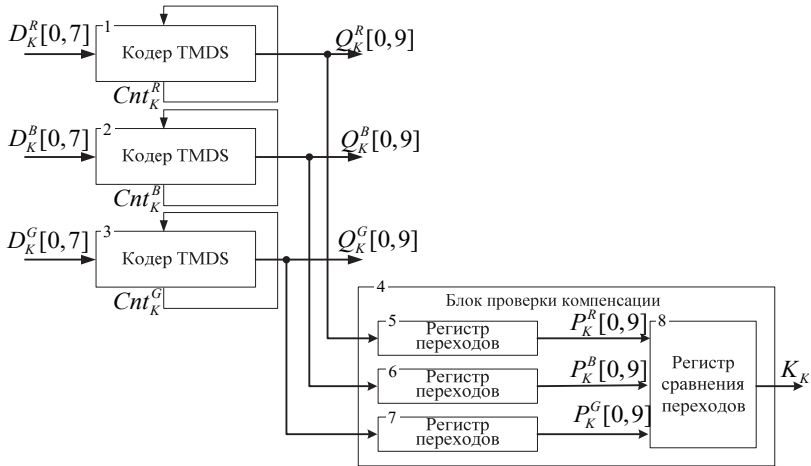 1
D_K^R[0,7]
Кодер TMDS
Q_K^R[0,9]
Cnt_K^R
2
D_K^B[0,7]
Кодер TMDS
Q_K^B[0,9]
Cnt_K^B
3
D_K^G[0,7]
Кодер TMDS
Q_K^G[0,9]
Cnt_K^G
4
Блок проверки компенсации
5
Регистр
переходов
P_K^R[0,9]
6
Регистр
переходов
P_K^B[0,9]
7
Регистр
переходов
P_K^G[0,9]
8
Регистр
сравнения
переходов
K_K